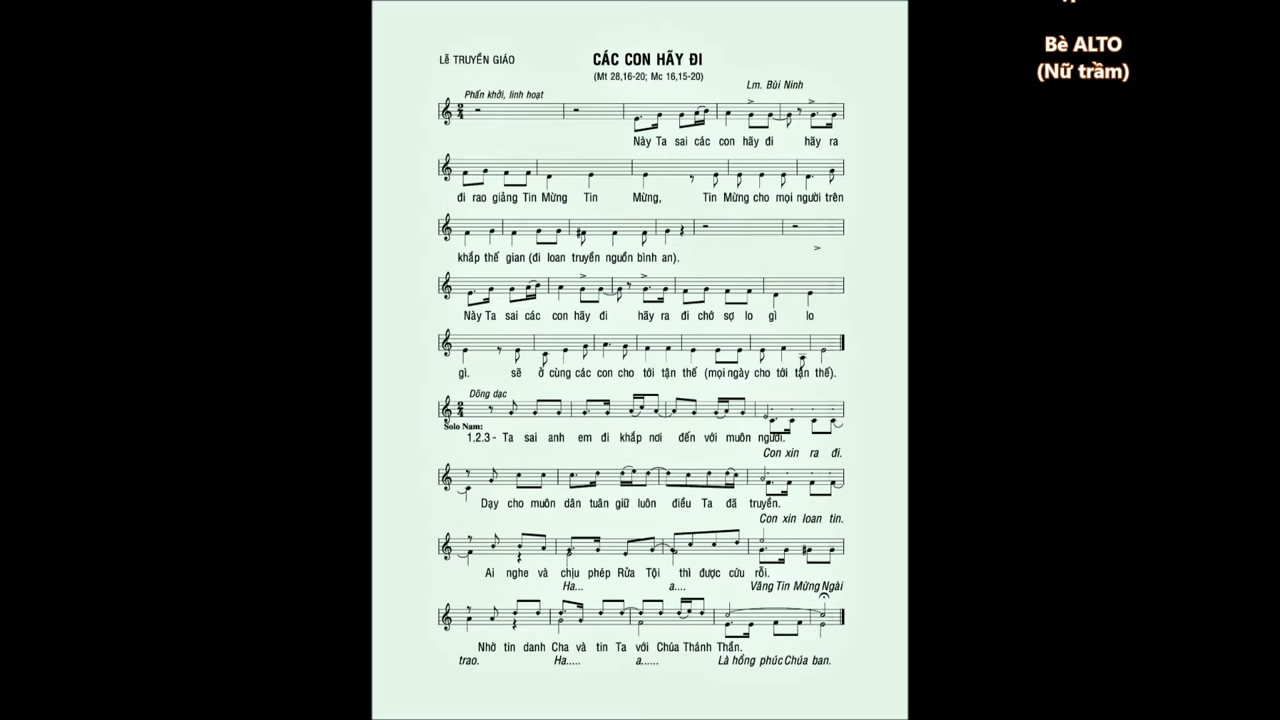 Bè ALTO
(Nữ trầm)
Lễ TRUYỀN GIÁO
CÁC CON HÃY ĐI
(Mt 28,16-20; Mc 16,15-20)
Lm. Bùi Ninh
Phấn khởi, linh hoạt
Này Ta sai các con hãy đi hãy ra
đi rao giảng Tin Mừng Tin Mừng, Tin Mừng cho mọi người trên
khắp thế gian (đi loan truyền nguồn bình an).
Này Ta sai các con hãy đi hãy ra đi chớ sợ lo gì lo
gì. sẽ ở cùng các con cho tới tận thế (mọi ngày cho tới tận thế).
Dõng dạc
Solo Nam:
1.2.3 - Ta sai anh em đi khắp nơi đến với muôn người.
Con xin ra đi.
Dạy cho muôn dân tuân giữ luôn điều Ta đã truyền.
Con xin loan tin.
Ai nghe và chịu phép Rửa Tội thì được cứu rỗi.
Ha... a.... Vâng Tin Mừng Ngài
Nhờ tin danh Cha và tin Ta với Chúa Thánh Thần.
trao. Ha..... a...... Là hồng phúc Chúa ban.